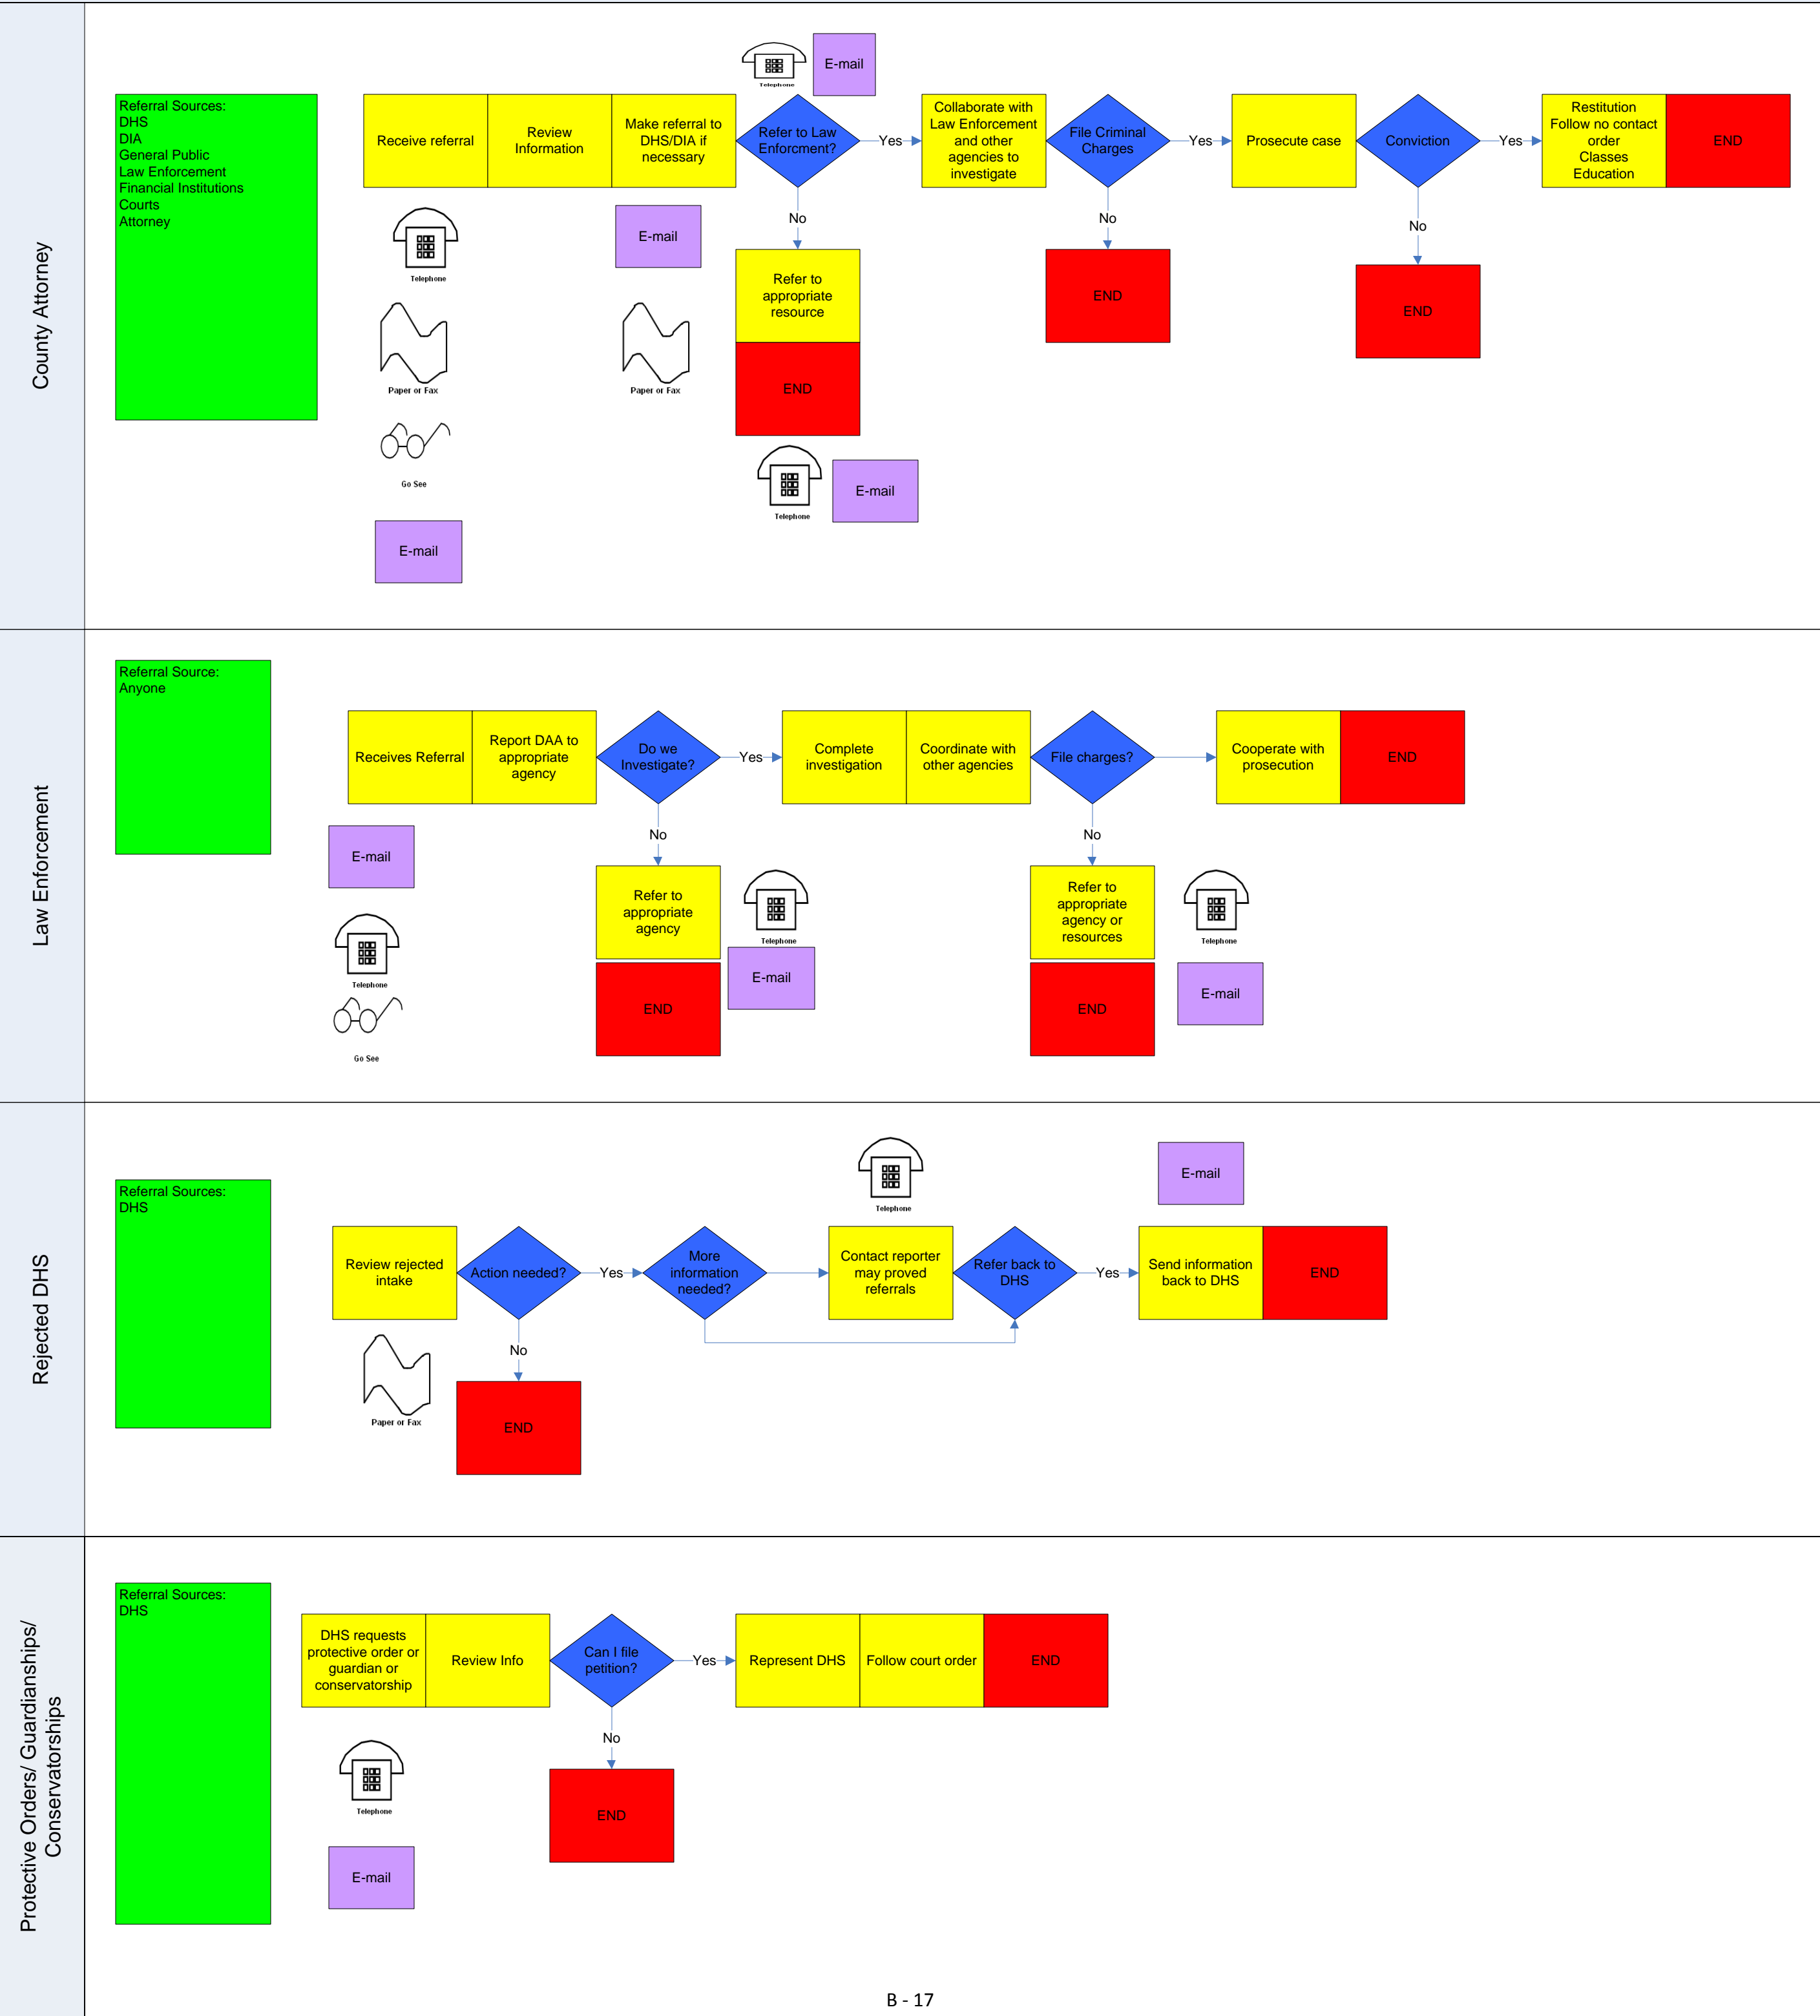 County Attorney
Referral Sources:
DHS
DIA
General Public
Law Enforcement
Financial Institutions
Courts
Attorney
Receive referral
Review
Information
Make referral to
DHS/DIA if
necessary
Telephone
E-mail
Refer to Law
Enforcment?
Yes
Collaborate with
Law Enforcement
and other
agencies to
investigate
File Criminal
Charges
Yes
Prosecute case
Conviction
Yes
Restitution
Follow no contact
order
Classes
Education
END
Telephone
Paper or Fax
Go See
E-mail
E-mail
Paper or Fax
No
Refer to
appropriate
resource
END
Telephone
E-mail
No
END
No
END
Law Enforcement
Referral Source:
Anyone
Receives Referral
Report DAA to
appropriate
agency
Do we
Investigate?
Yes
Complete
investigation
Coordinate with
other agencies
File charges?
Cooperate with
prosecution
END
E-mail
Telephone
Go See
No
Refer to
appropriate
agency
END
Telephone
E-mail
No
Refer to
appropriate
agency or
resources
END
Telephone
E-mail
Rejected DHS
Referral Sources:
DHS
Review rejected
intake
Action needed?
Yes
More
information
needed?
Telephone
Contact reporter
may proved
referrals
Refer back to
DHS
Yes
E-mail
Send information
back to DHS
END
Paper or Fax
No
END
Protective Orders/ Guardianships/
Conservatorships
Referral Sources:
DHS
DHS requests
protective order or
guardian or
conservatorship
Review Info
Can I file
petition?
Yes
Represent DHS
Follow court order
END
Telephone
E-mail
No
END
B - 17